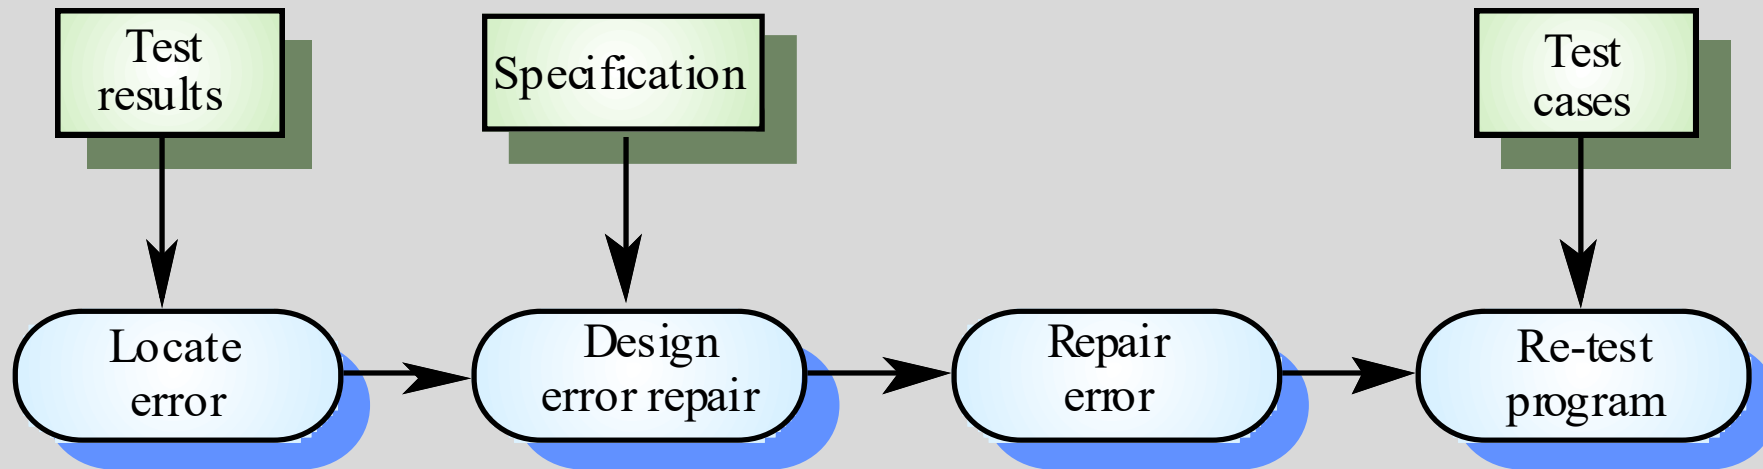 Test
results
Specification
Test
cases
Locate
error
Design
error repair
Repair
error
Re-test
program